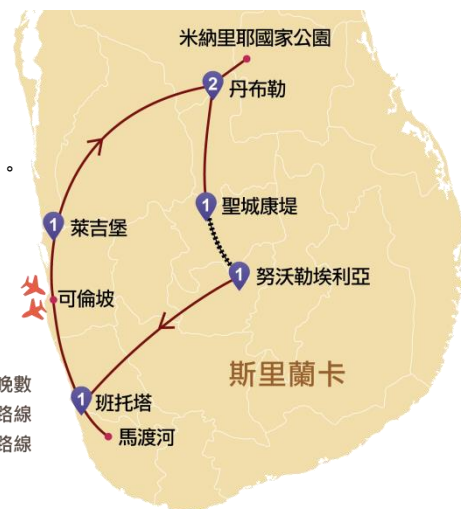 米納里耶國家公園
2
丹布勒
。
1
萊吉堡
1
聖城康堤
1
努沃勒埃利亞
可倫坡
斯里蘭卡
晚數
1
班托塔
路線
馬渡河
路線